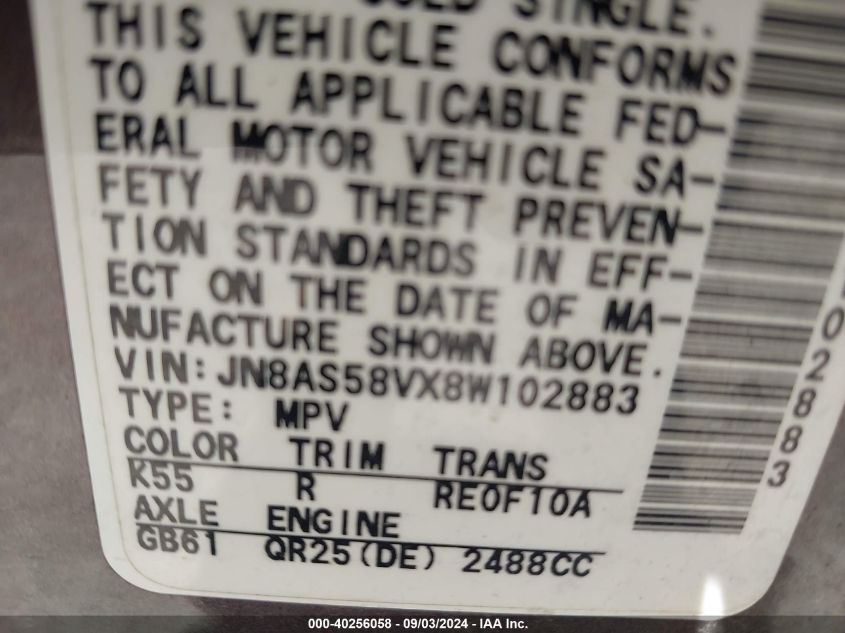 SINGLE.
THIS VEHICLE CONFORMS
TO ALL APPLICABLE FED-
ERAL MOTOR VEHICLE SA-
FETY AND THEFT PREVEN-
TION STANDARDS IN EFF-
ECT ON THE DATE OF MA-
NUFACTURE SHOWN ABOVE.
VIN: JN8AS58VX8W102883
TYPE: MPV
COLOR TRIM TRANS
K55 R RE0F10A
AXLE ENGINE
GB61 QR25(DE) 2488CC
02883
000-40256058 - 09/03/2024 - IAA Inc.